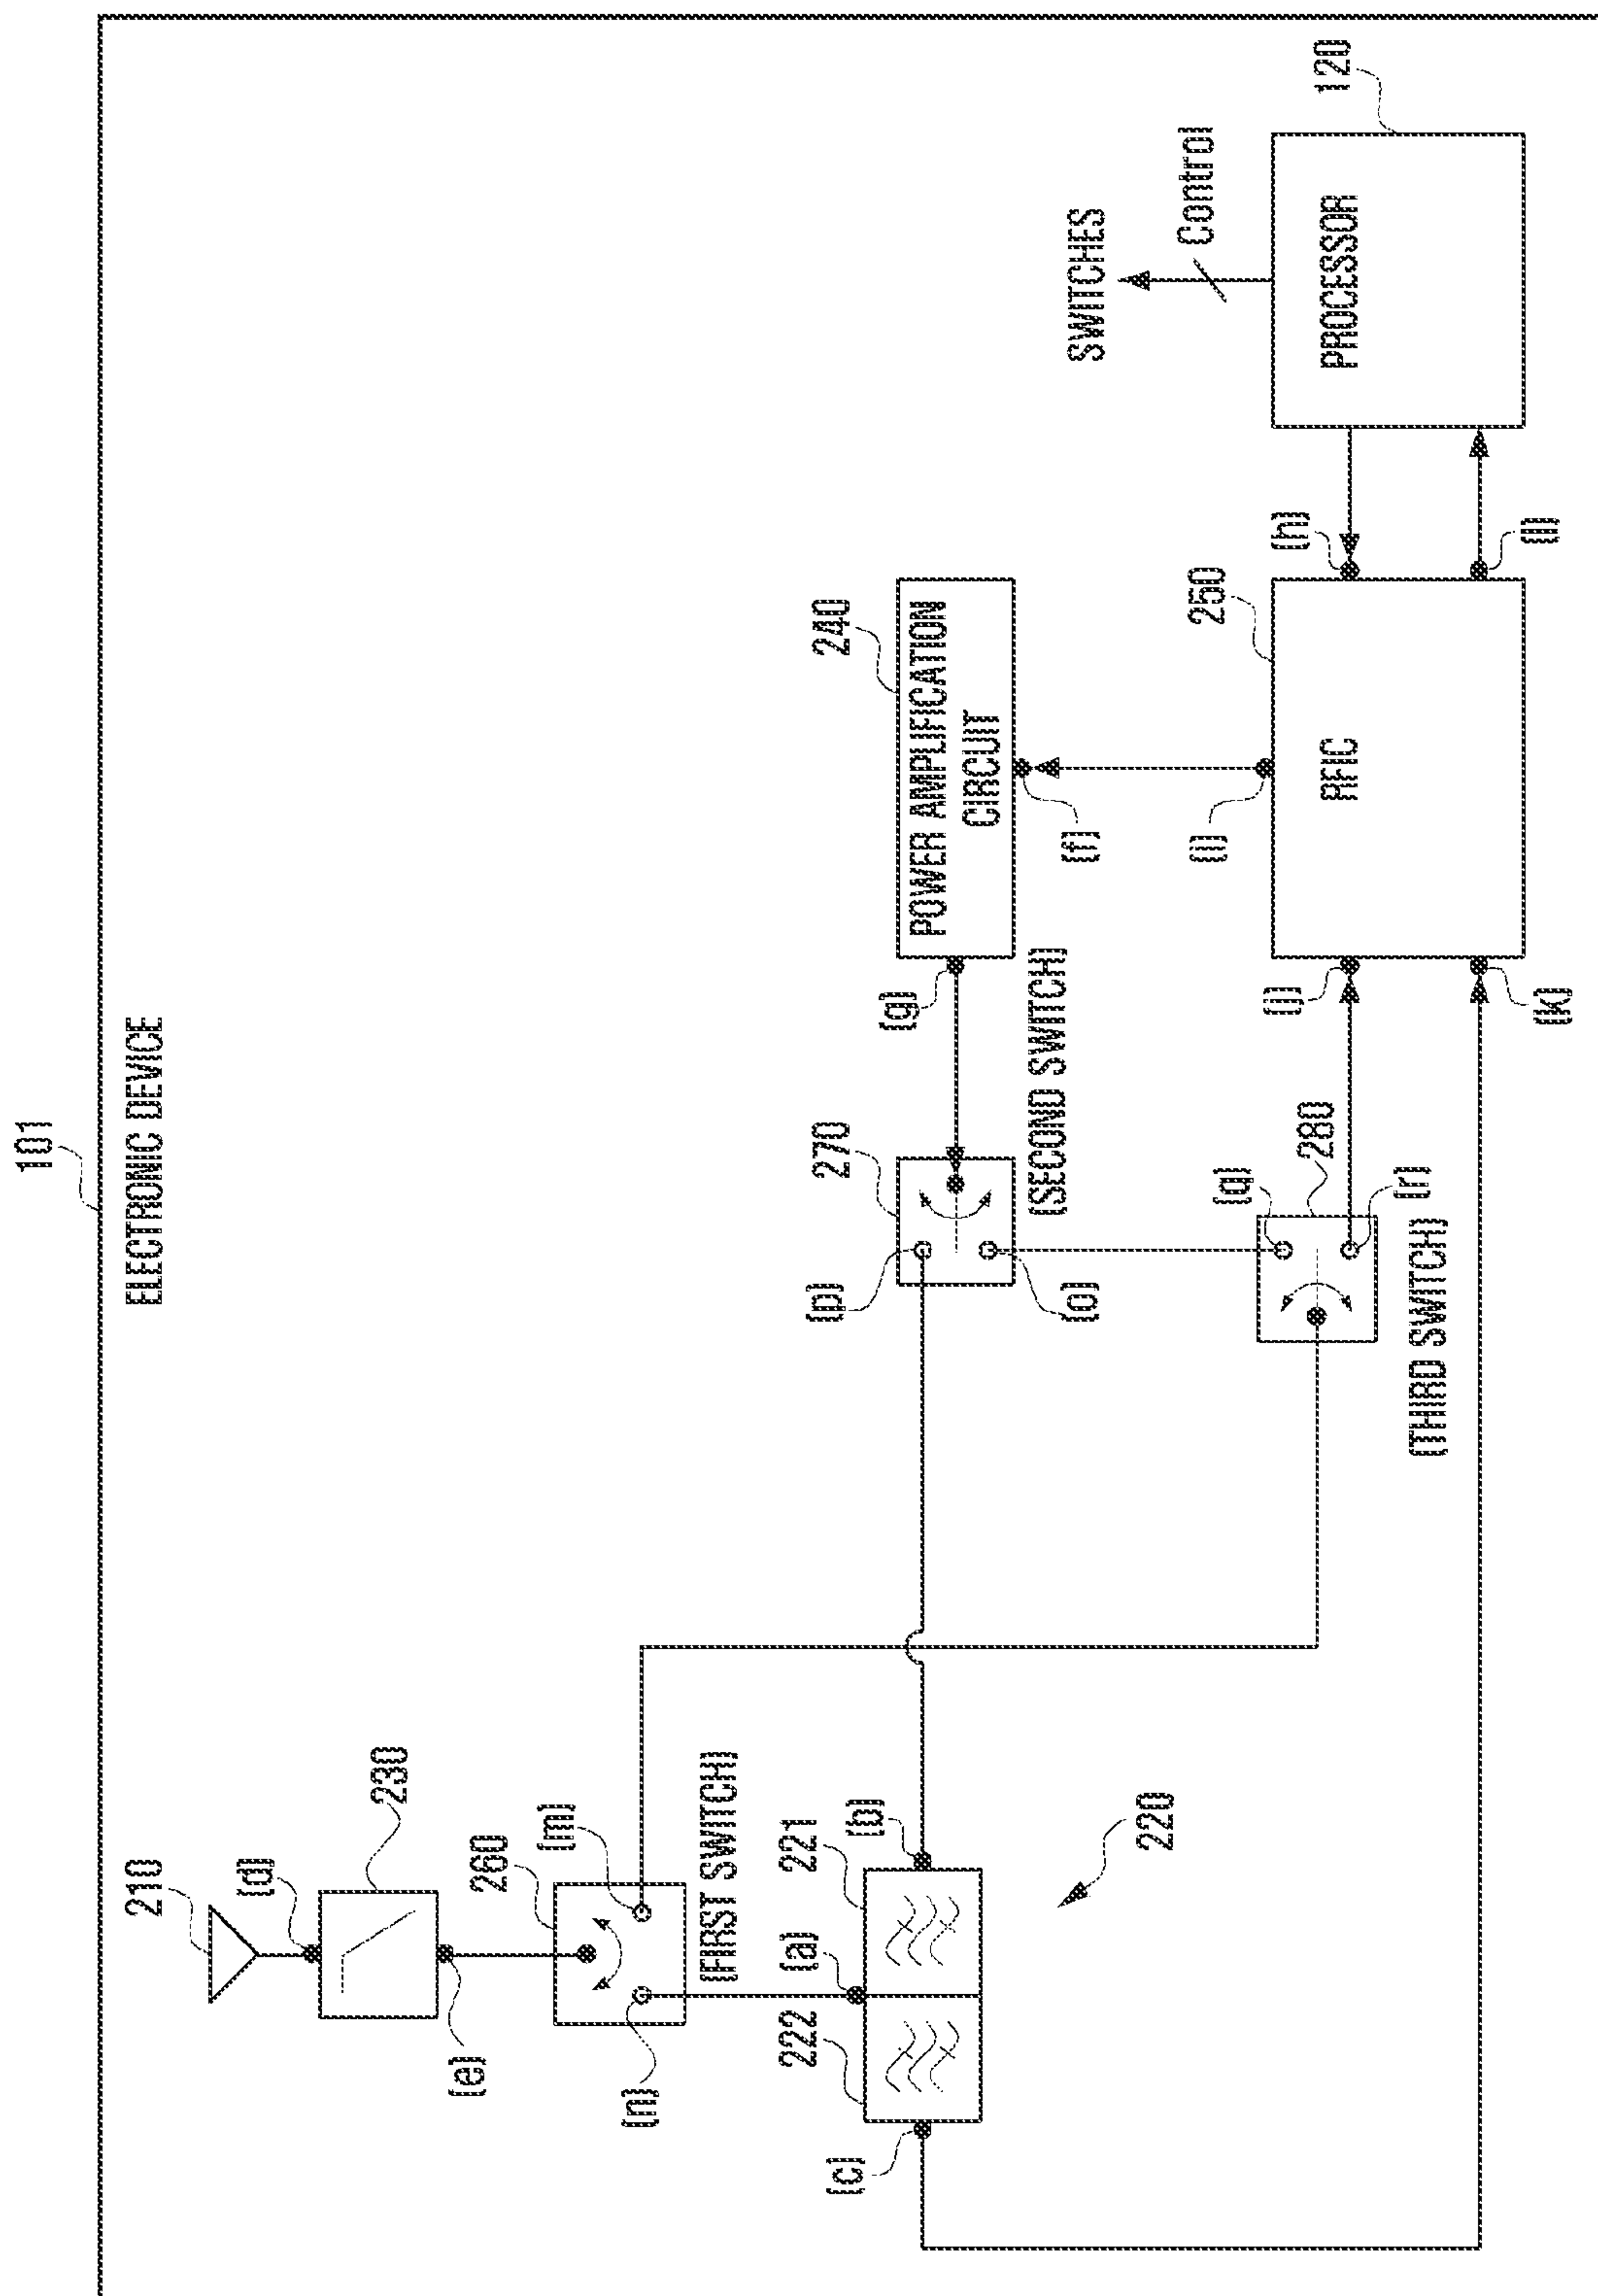 101
ELECTRONIC DEVICE
210
(d)
230
(e)
260
(m)
(n)
(FIRST SWITCH)
222
(a)
221
(c)
(b)
220
(p)
270
(g)
240
POWER AMPLIFICATION
CIRCUIT
(SECOND SWITCH)
(o)
(f)
SWITCHES
Control
(i)
250
(q)
280
(j)
(h)
RFIC
PROCESSOR
120
(r)
(THIRD SWITCH)
(k)
(l)